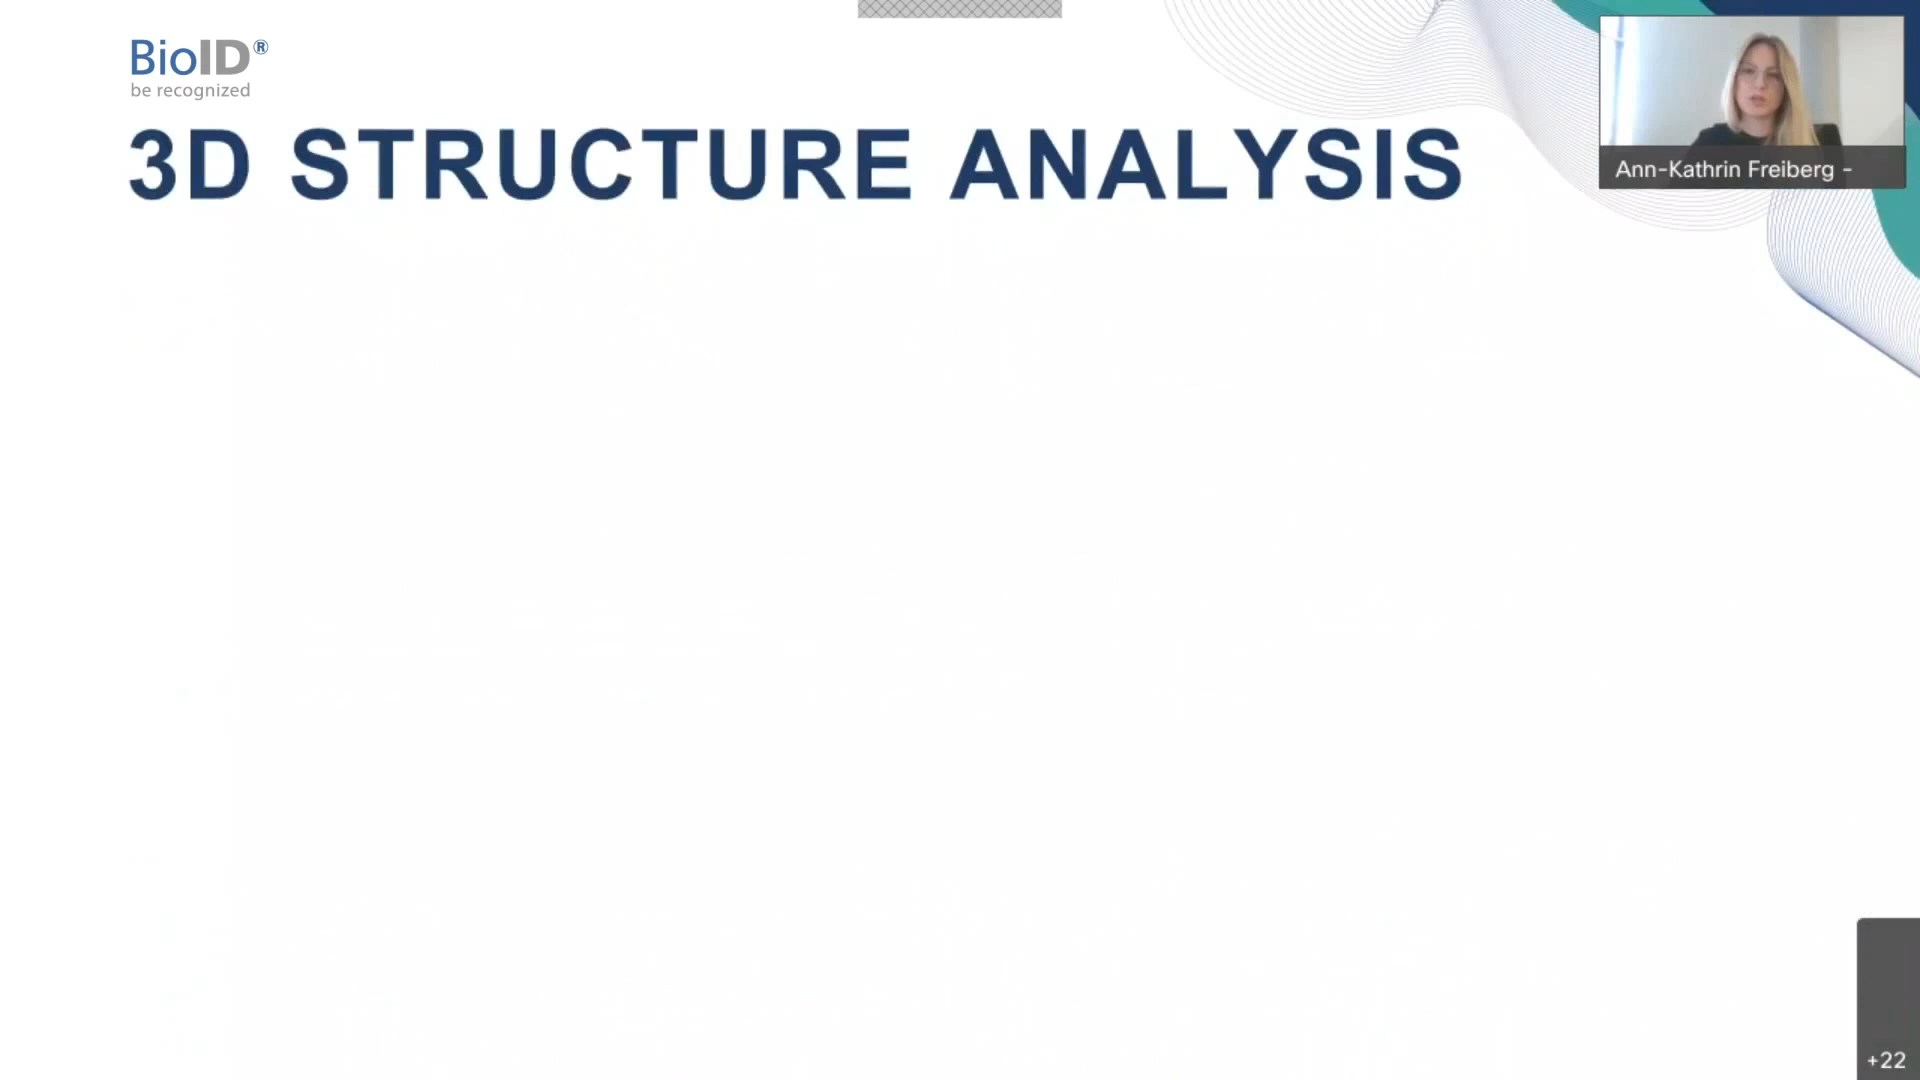 BioID®
be recognized
3D STRUCTURE ANALYSIS
Ann-Kathrin Freiberg -
+22